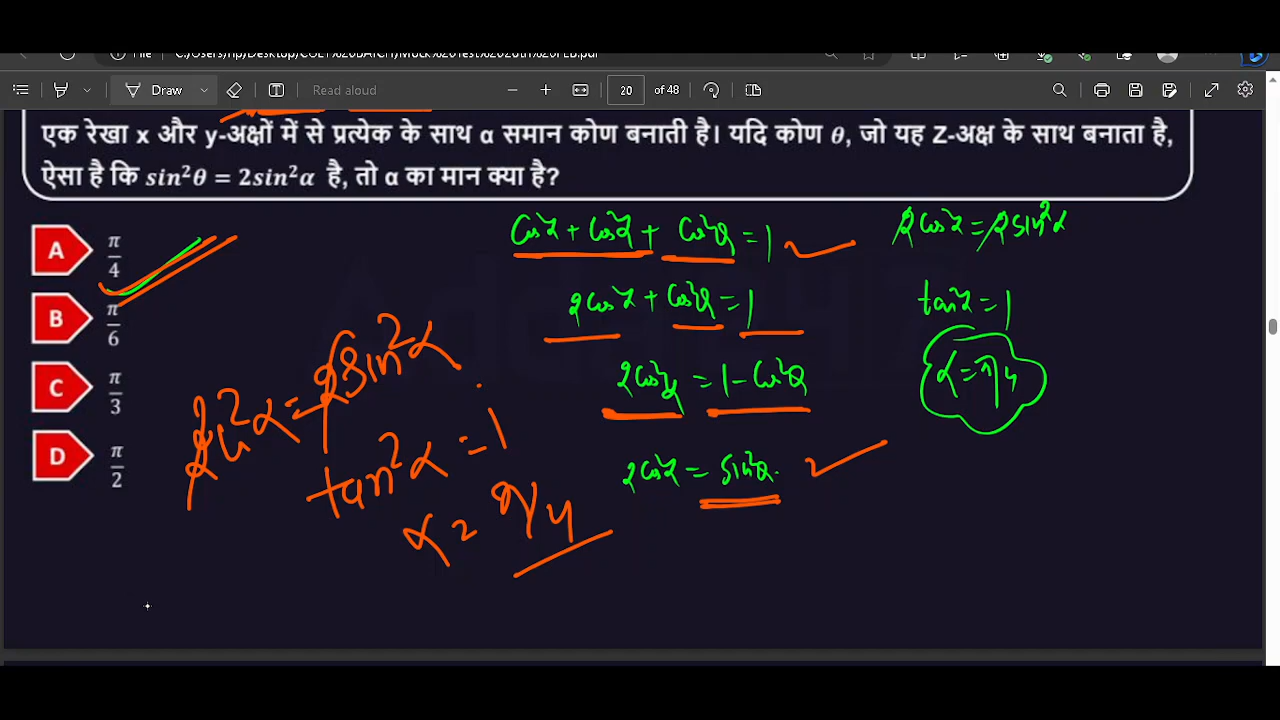 Draw
Read aloud
20
of 48
एक रेखा x और y-अक्षों में से प्रत्येक के साथ α समान कोण बनाती है। यदि कोण θ, जो यह Z-अक्ष के साथ बनाता है,
ऐसा है कि sin²θ = 2sin²α है, तो α का मान क्या है?
A π/4
B π/6
C π/3
D π/2
cos²α + cos²α + cos²θ = 1
2cos²α + cos²θ = 1
2cos²α = 1 - cos²θ
2cos²α = sin²θ
2cos²α = 2sin²α
tan²α = 1
α = π/4
2sin²α
tan²α = 1
α = π/4